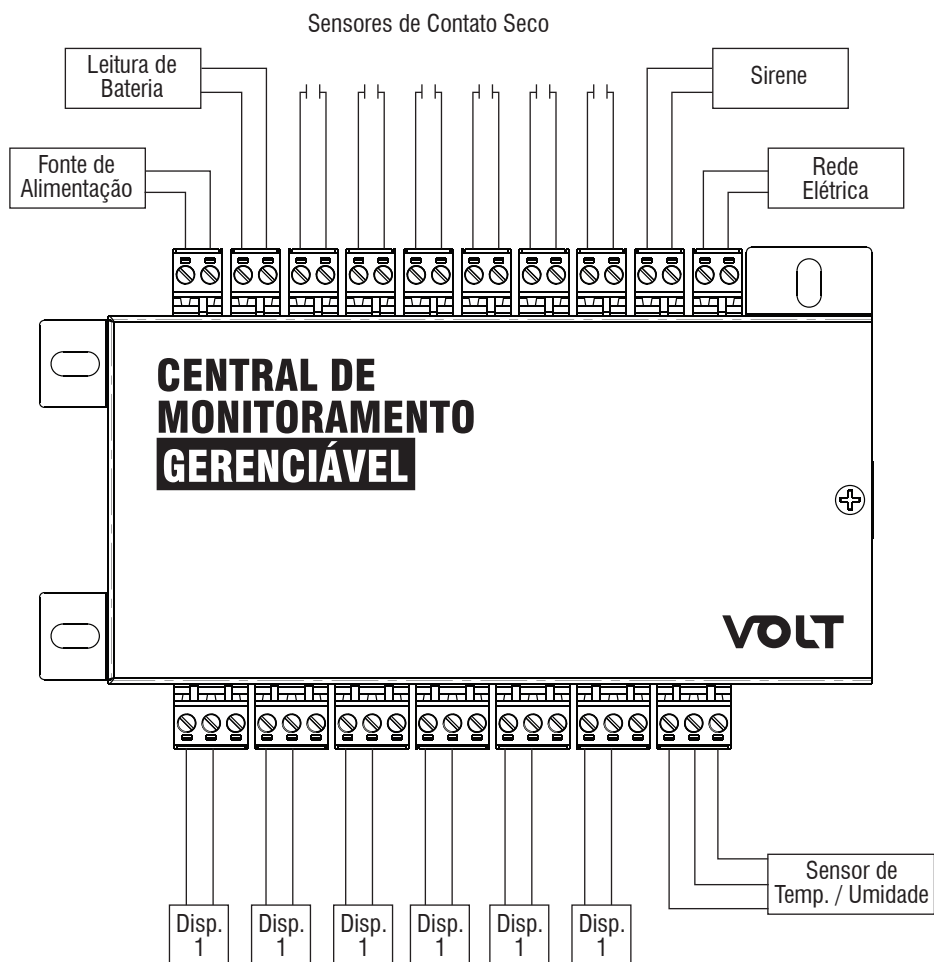 Sensores de Contato Seco
Leitura de
Bateria
Sirene
Fonte de
Alimentação
Rede
Elétrica
CENTRAL DE
MONITORAMENTO
GERENCIÁVEL
VOLT
Sensor de
Temp. / Umidade
Disp.
1
Disp.
1
Disp.
1
Disp.
1
Disp.
1
Disp.
1